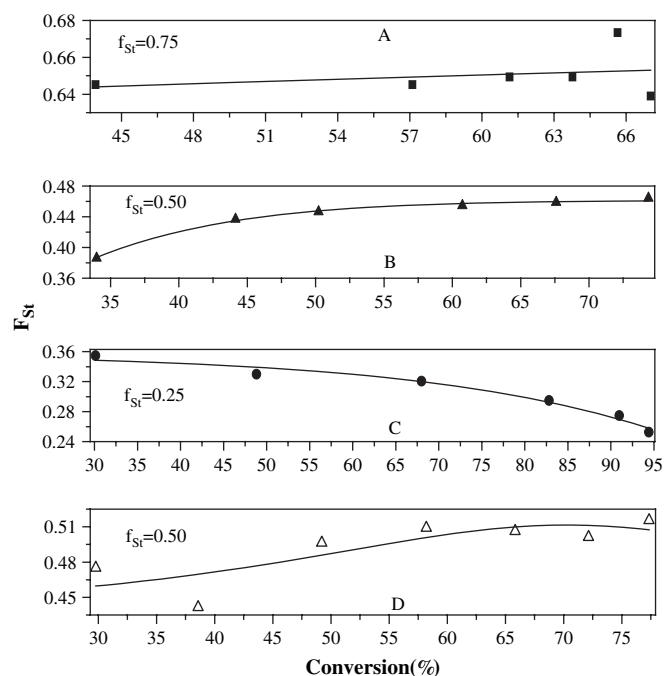 0.68
0.64
f_St=0.75
A
45 48 51 54 57 60 63 66
0.48
0.44
0.40
0.36
f_St=0.50
B
35 40 45 50 55 60 65 70
F_St
0.36
0.32
0.28
0.24
f_St=0.25
C
30 35 40 45 50 55 60 65 70 75 80 85 90 95
0.51
0.48
0.45
f_St=0.50
D
30 35 40 45 50 55 60 65 70 75
Conversion(%)